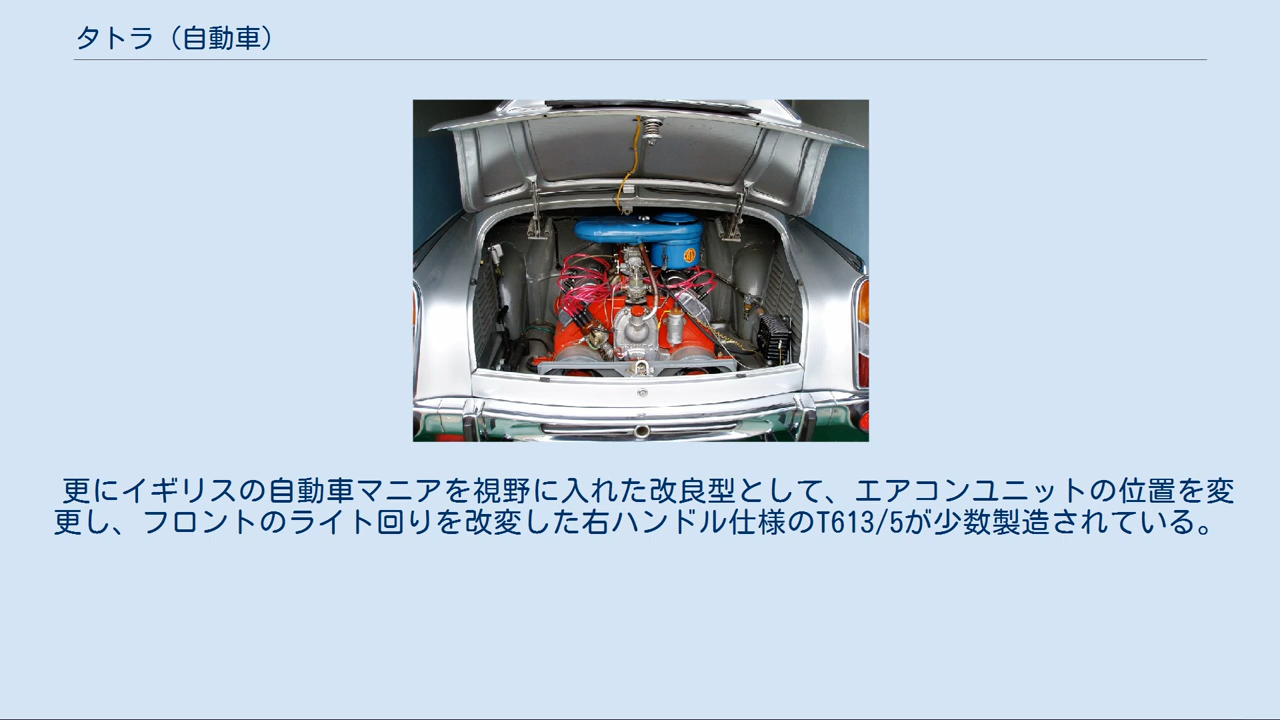 タトラ（自動車）
更にイギリスの自動車マニアを視野に入れた改良型として、エアコンユニットの位置を変
更し、フロントのライト回りを改変した右ハンドル仕様のT613/5が少数製造されている。